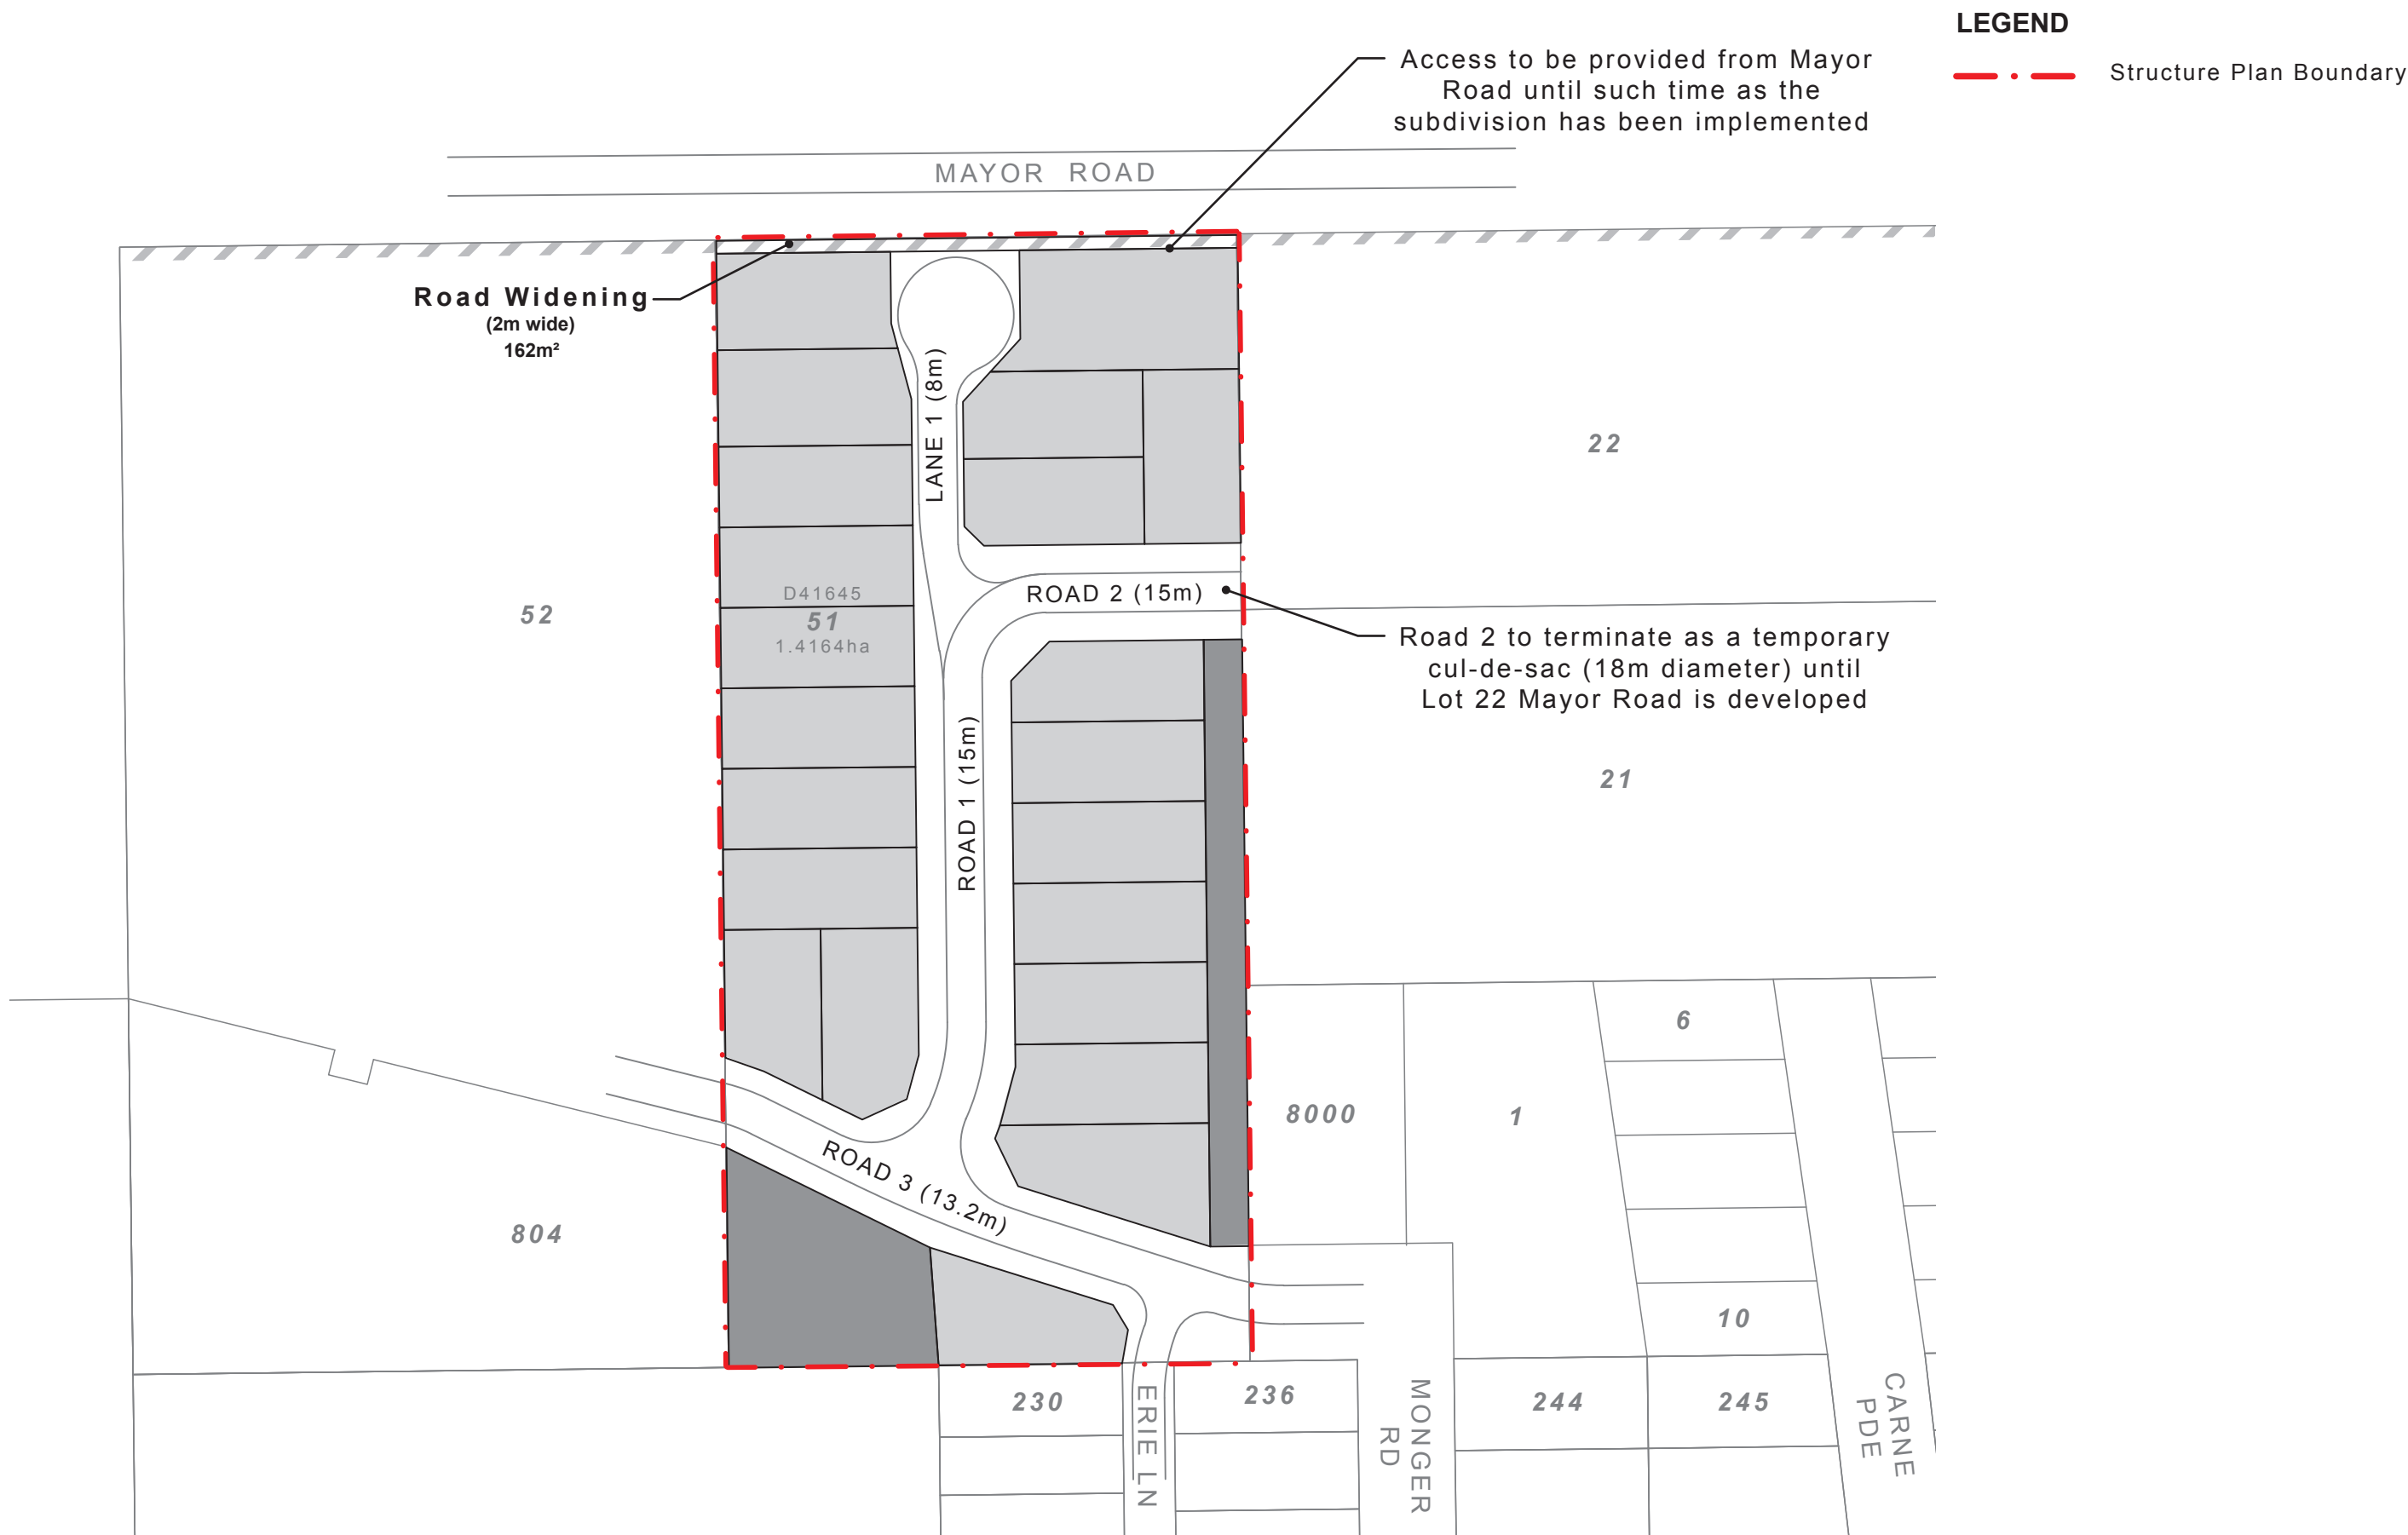 LEGEND
Structure Plan Boundary
Access to be provided from Mayor
Road until such time as the
subdivision has been implemented
MAYOR ROAD
Road Widening
(2m wide)
162m²
LANE 1 (8m)
22
52
D41645
51
1.4164ha
ROAD 2 (15m)
Road 2 to terminate as a temporary
cul-de-sac (18m diameter) until
Lot 22 Mayor Road is developed
21
ROAD 1 (15m)
6
8000
1
ROAD 3 (13.2m)
804
10
230
236
244
245
ERIE LN
MONGER
RD
CARNE
PDE